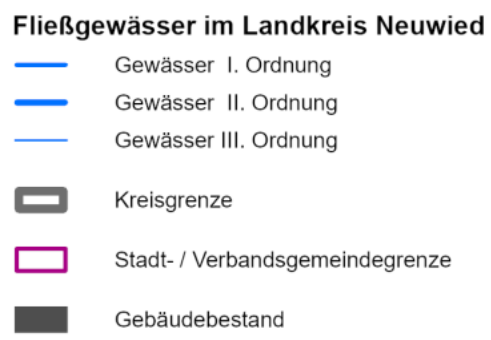 Fließgewässer im Landkreis Neuwied
Gewässer I. Ordnung
Gewässer II. Ordnung
Gewässer III. Ordnung
Kreisgrenze
Stadt- / Verbandsgemeindegrenze
Gebäudebestand